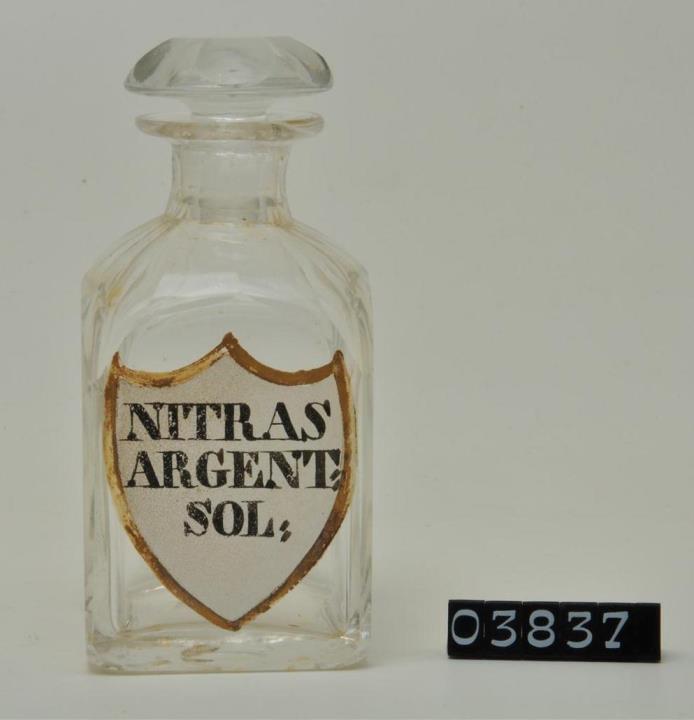 NITRAS
ARGENT:
SOL;
03837